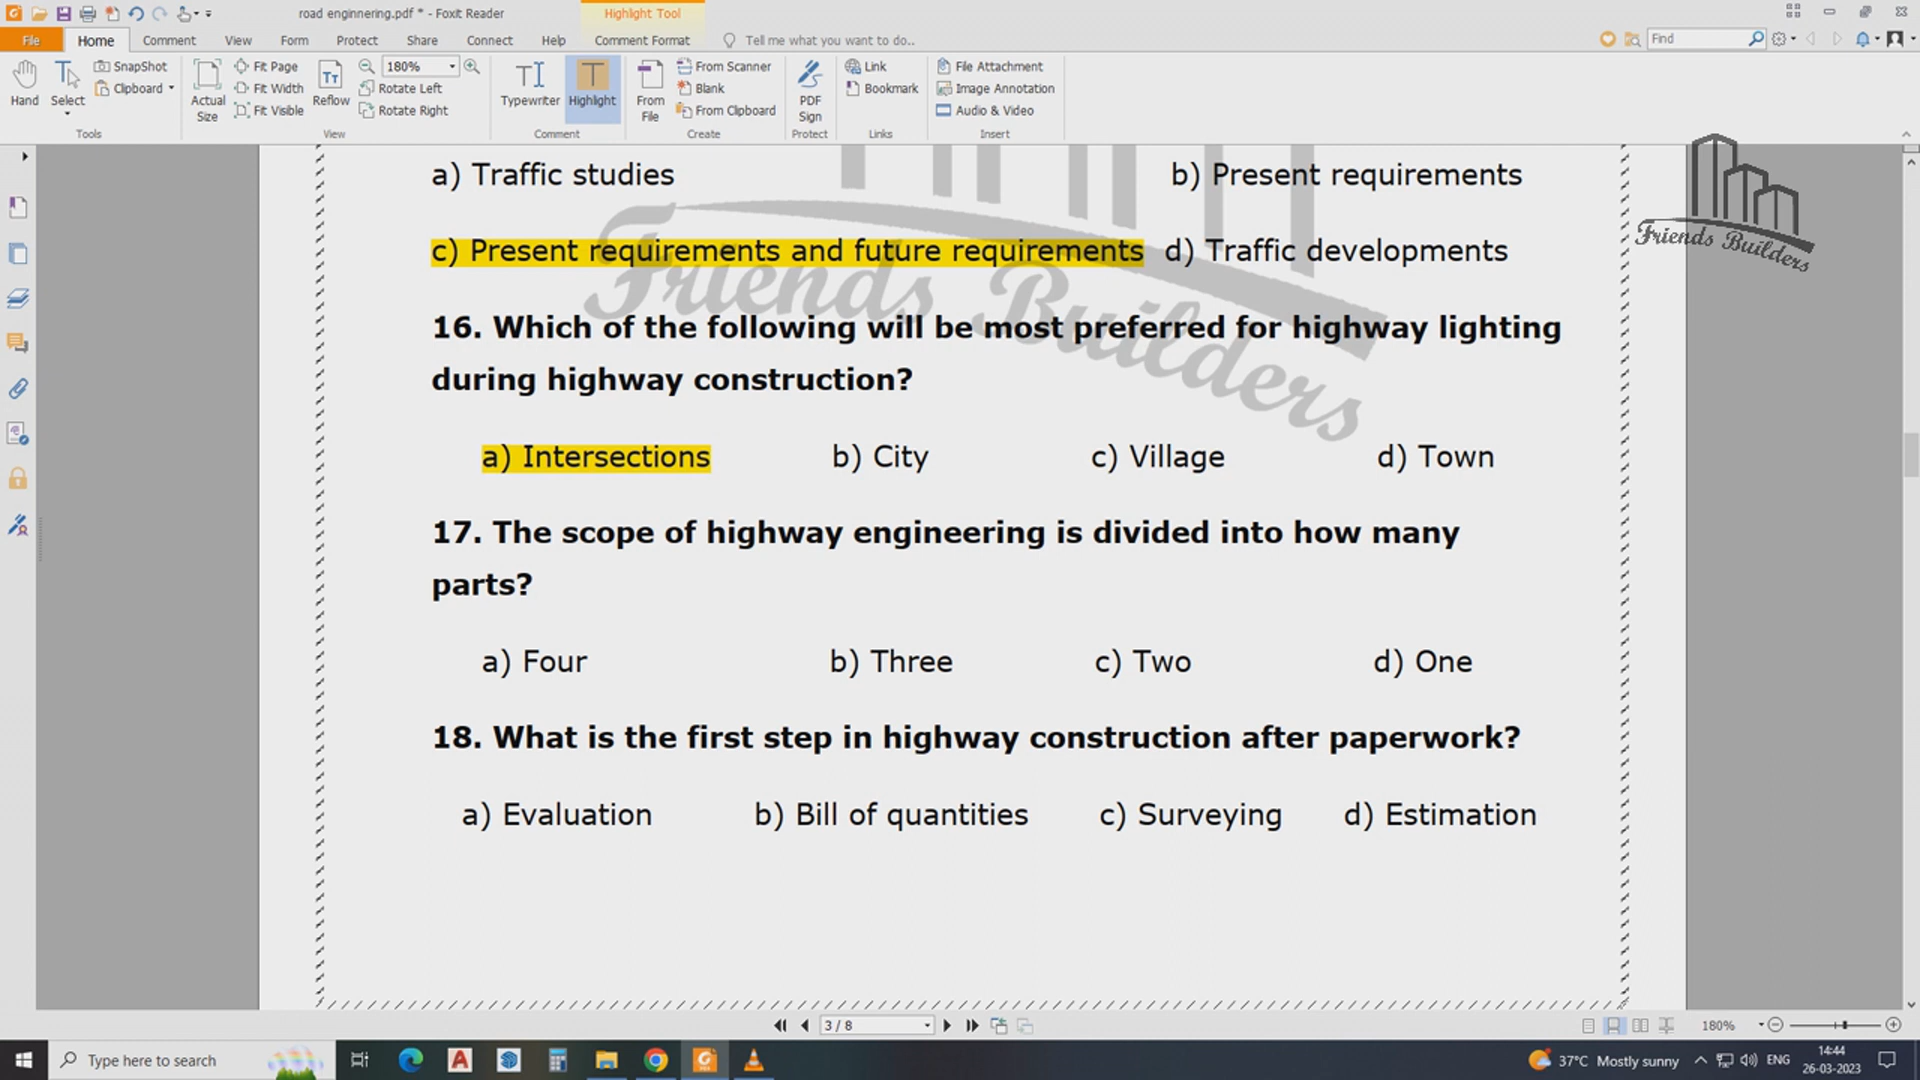 road enginnering.pdf * - Foxit Reader
Highlight Tool
File
Home
Comment
View
Form
Protect
Share
Connect
Help
Comment Format
Tell me what you want to do..
Find
Hand
Select
SnapShot
Clipboard
Tools
Actual Size
Fit Page
Fit Width
Fit Visible
Reflow
180%
Rotate Left
Rotate Right
View
Typewriter
Highlight
Comment
From File
From Scanner
Blank
From Clipboard
Create
PDF Sign
Protect
Link
Bookmark
Links
File Attachment
Image Annotation
Audio & Video
Insert
a) Traffic studies b) Present requirements
c) Present requirements and future requirements d) Traffic developments
16. Which of the following will be most preferred for highway lighting
during highway construction?
a) Intersections b) City c) Village d) Town
17. The scope of highway engineering is divided into how many
parts?
a) Four b) Three c) Two d) One
18. What is the first step in highway construction after paperwork?
a) Evaluation b) Bill of quantities c) Surveying d) Estimation
Friends Builders
Friends Builders
3 / 8
180%
Type here to search
37°C Mostly sunny
ENG
14:44
26-03-2023